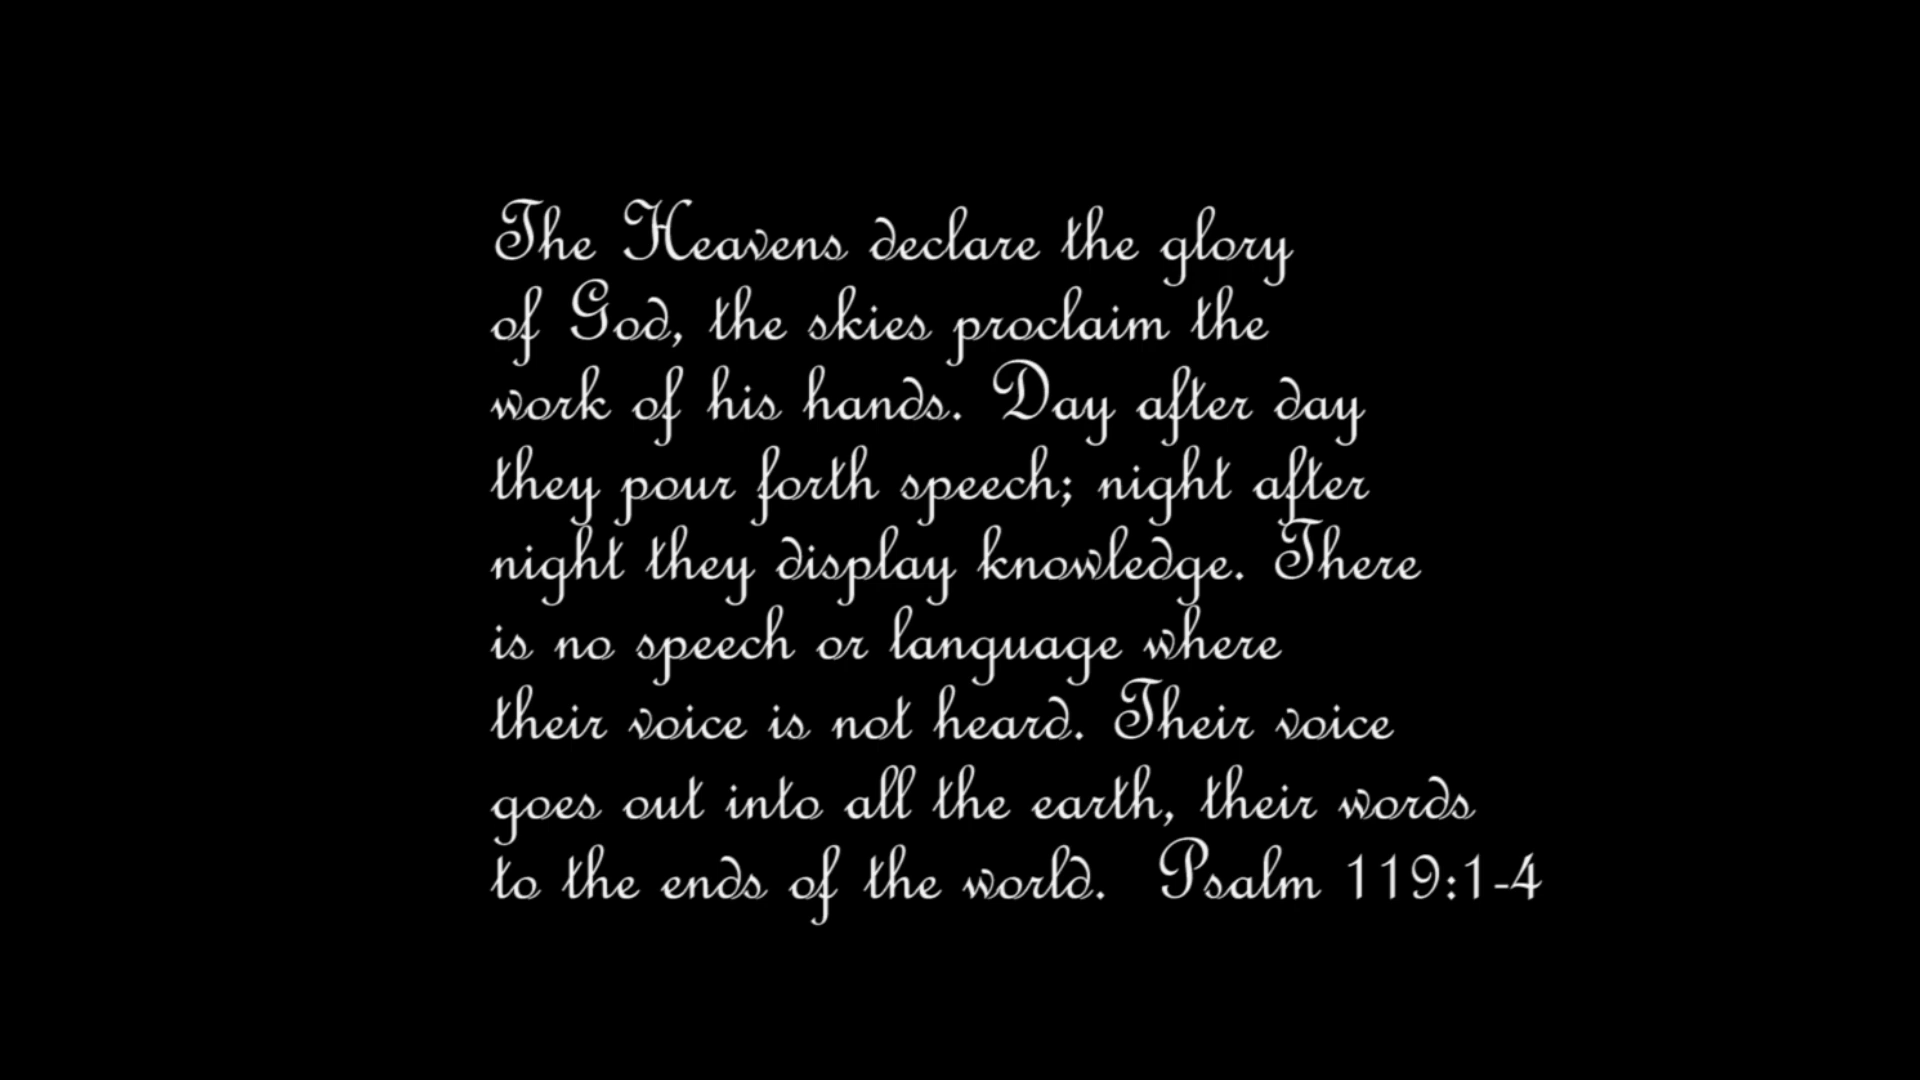 The Heavens declare the glory
of God, the skies proclaim the
work of his hands. Day after day
they pour forth speech; night after
night they display knowledge. There
is no speech or language where
their voice is not heard. Their voice
goes out into all the earth, their words
to the ends of the world. Psalm 119:1-4